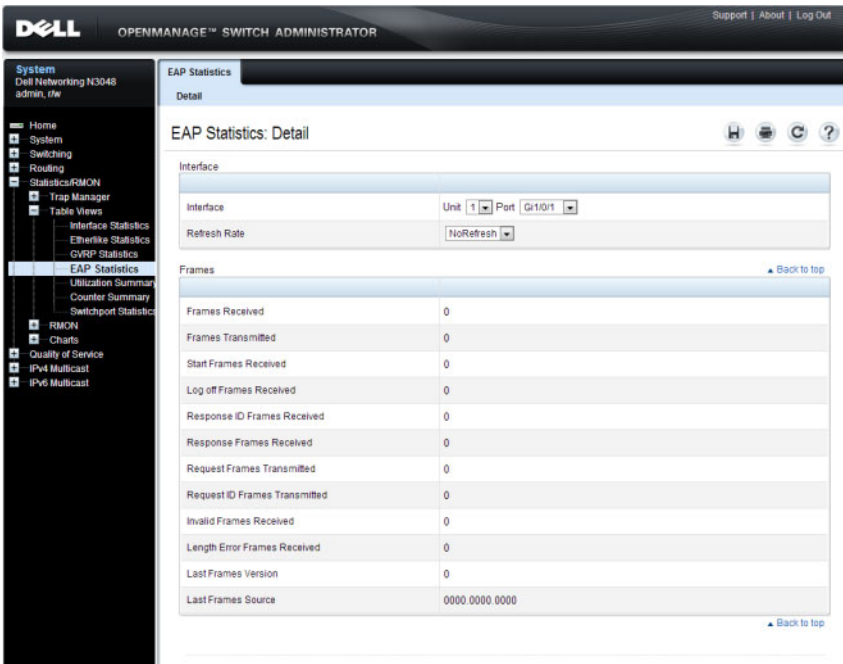 Support | About | Log Out
DELL OPENMANAGE™ SWITCH ADMINISTRATOR
System
Dell Networking N3048
admin, r/w
Home
System
Switching
Routing
Statistics/RMON
Trap Manager
Table Views
Interface Statistics
Etherlike Statistics
GVRP Statistics
EAP Statistics
Utilization Summary
Counter Summary
Switchport Statistics
RMON
Charts
Quality of Service
IPv4 Multicast
IPv6 Multicast
EAP Statistics
Detail
EAP Statistics: Detail
Interface
Interface Unit 1 Port Gi1/0/1
Refresh Rate NoRefresh
Frames Back to top
Frames Received 0
Frames Transmitted 0
Start Frames Received 0
Log off Frames Received 0
Response ID Frames Received 0
Response Frames Received 0
Request Frames Transmitted 0
Request ID Frames Transmitted 0
Invalid Frames Received 0
Length Error Frames Received 0
Last Frames Version 0
Last Frames Source 0000.0000.0000
Back to top